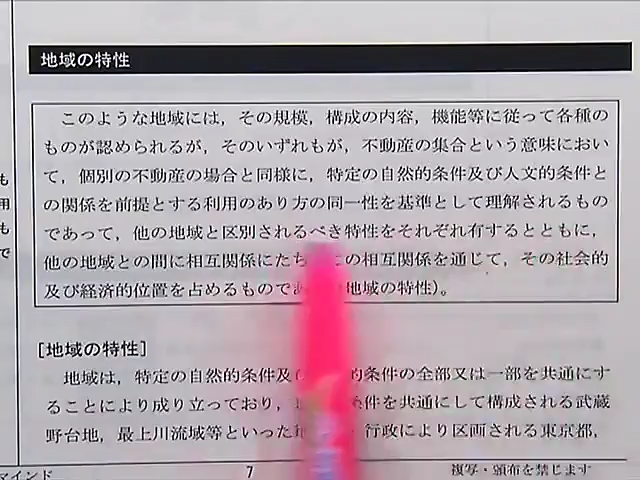 地域の特性
このような地域には，その規模，構成の内容，機能等に従って各種の
ものが認められるが，そのいずれもが，不動産の集合という意味におい
て，個別の不動産の場合と同様に，特定の自然的条件及び人文的条件と
の関係を前提とする利用のあり方の同一性を基準として理解されるもの
であって，他の地域と区別されるべき特性をそれぞれ有するとともに，
他の地域との間に相互関係にたち の相互関係を通じて，その社会的
及び経済的位置を占めるもので 地域の特性)。
[地域の特性]
地域は，特定の自然的条件及 的条件の全部又は一部を共通にす
ることにより成り立っており， 条件を共通にして構成される武蔵
野台地，最上川流域等といった 行政により区画される東京都，
マインド
7
複写・頒布を禁じます
も
用
も
で